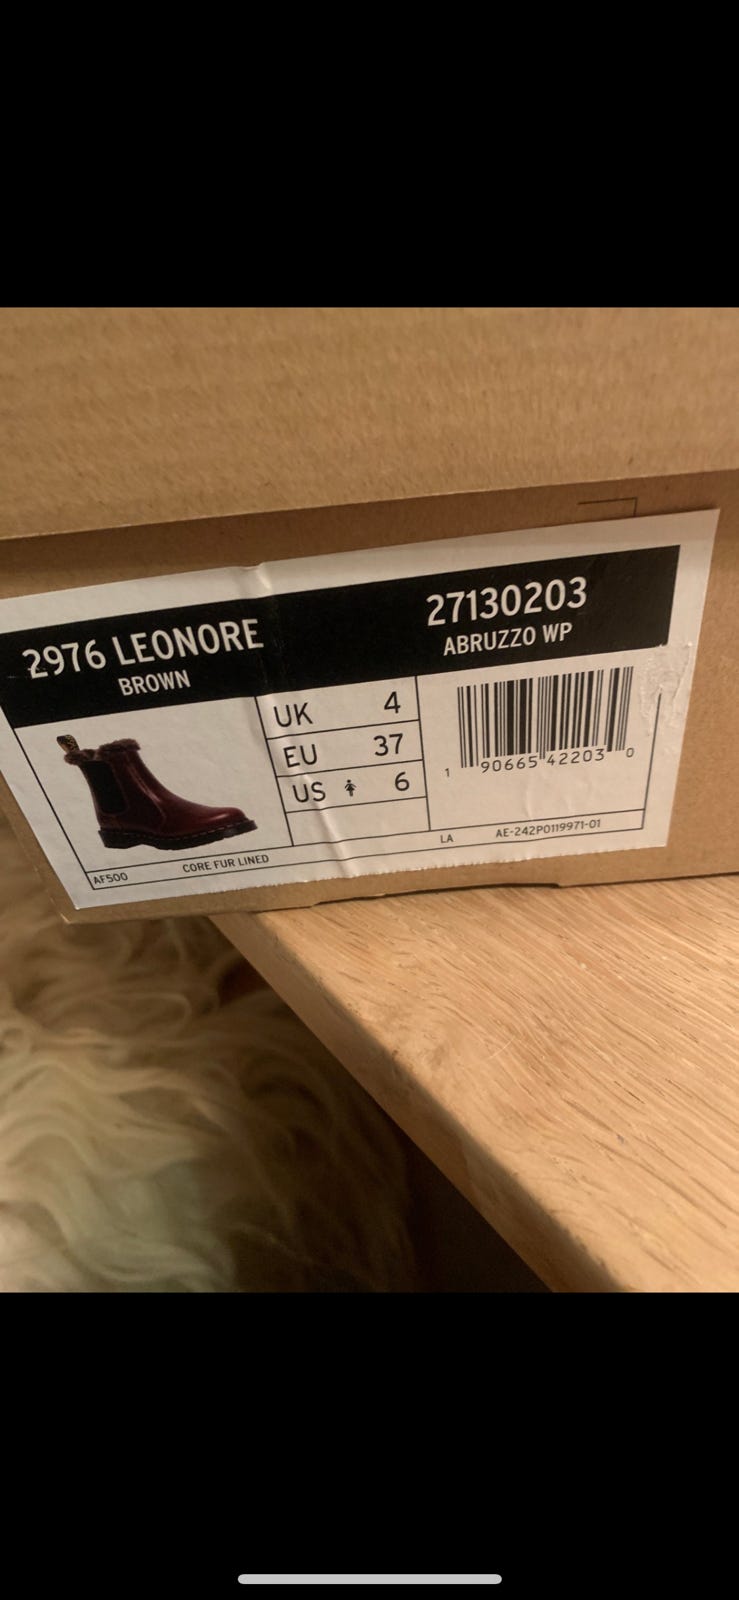 2976 LEONORE
BROWN
27130203
ABRUZZO WP
UK 4
EU 37
US 6
1 90665 42203 0
AF500 CORE FUR LINED
LA AE-242P0119971-01